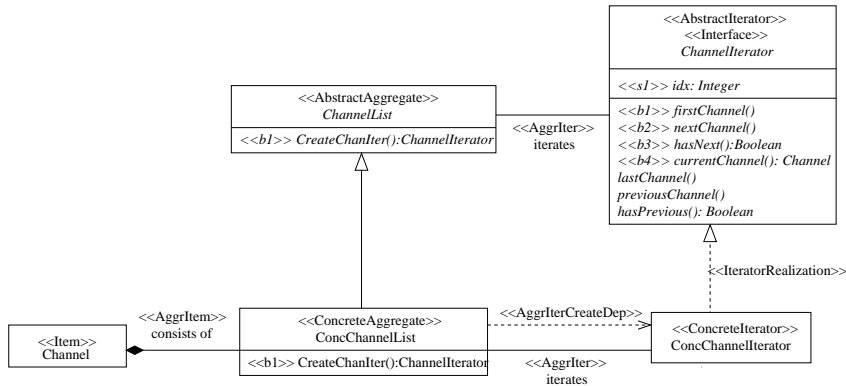 <<AbstractIterator>>
<<Interface>>
ChannelIterator
<<s1>> idx: Integer
<<b1>> firstChannel()
<<b2>> nextChannel()
<<b3>> hasNext():Boolean
<<b4>> currentChannel(): Channel
lastChannel()
previousChannel()
hasPrevious(): Boolean
<<AbstractAggregate>>
ChannelList
<<b1>> CreateChanIter():ChannelIterator
<<AggrIter>>
iterates
<<IteratorRealization>>
<<Item>>
Channel
<<AggrItem>>
consists of
<<ConcreteAggregate>>
ConcChannelList
<<b1>> CreateChanIter():ChannelIterator
<<AggrIterCreateDep>>
<<AggrIter>>
iterates
<<ConcreteIterator>>
ConcChannelIterator